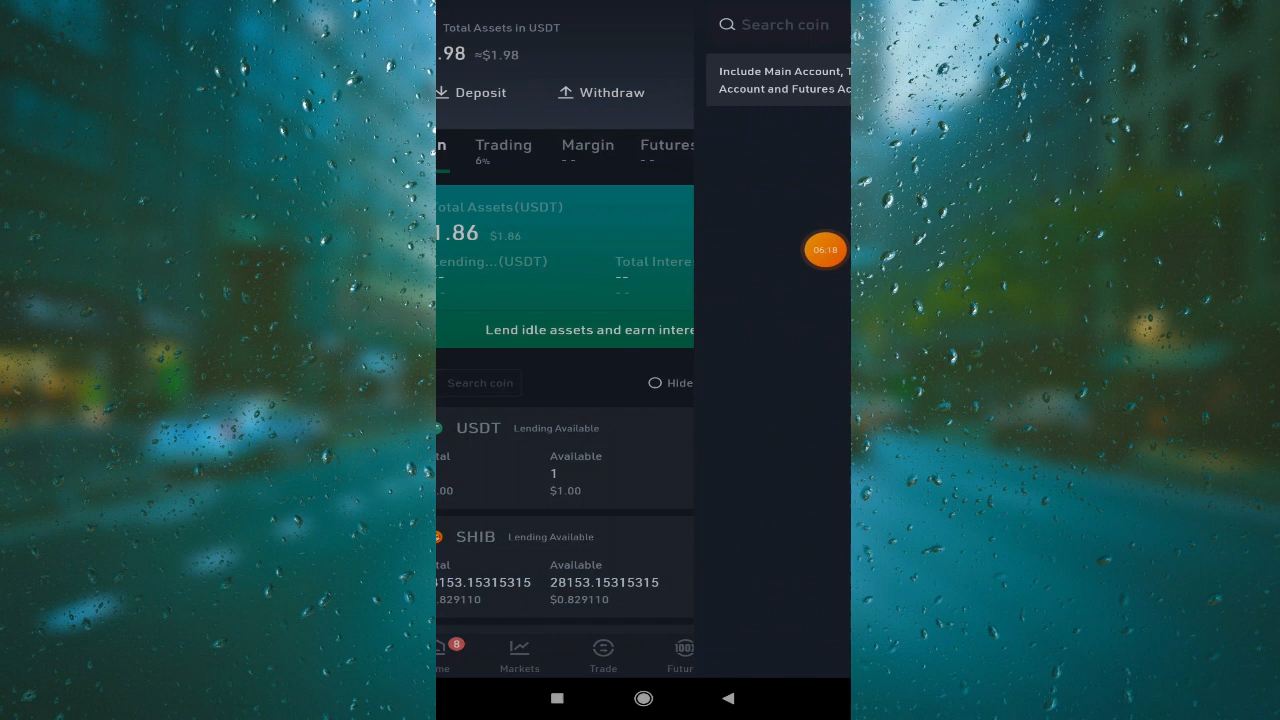 Total Assets in USDT
.98 ≈$1.98
Deposit
Withdraw
n
Trading
6%
Margin
--
Futures
--
otal Assets(USDT)
1.86 $1.86
Lending...(USDT)
--
--
Total Intere
--
--
Lend idle assets and earn intere
Search coin
Hide
USDT Lending Available
tal
Available
1
.00
$1.00
SHIB Lending Available
tal
Available
8153.15315315
28153.15315315
.829110
$0.829110
8
me
Markets
Trade
100
Futur
Search coin
Include Main Account, T
Account and Futures Ac
06:18